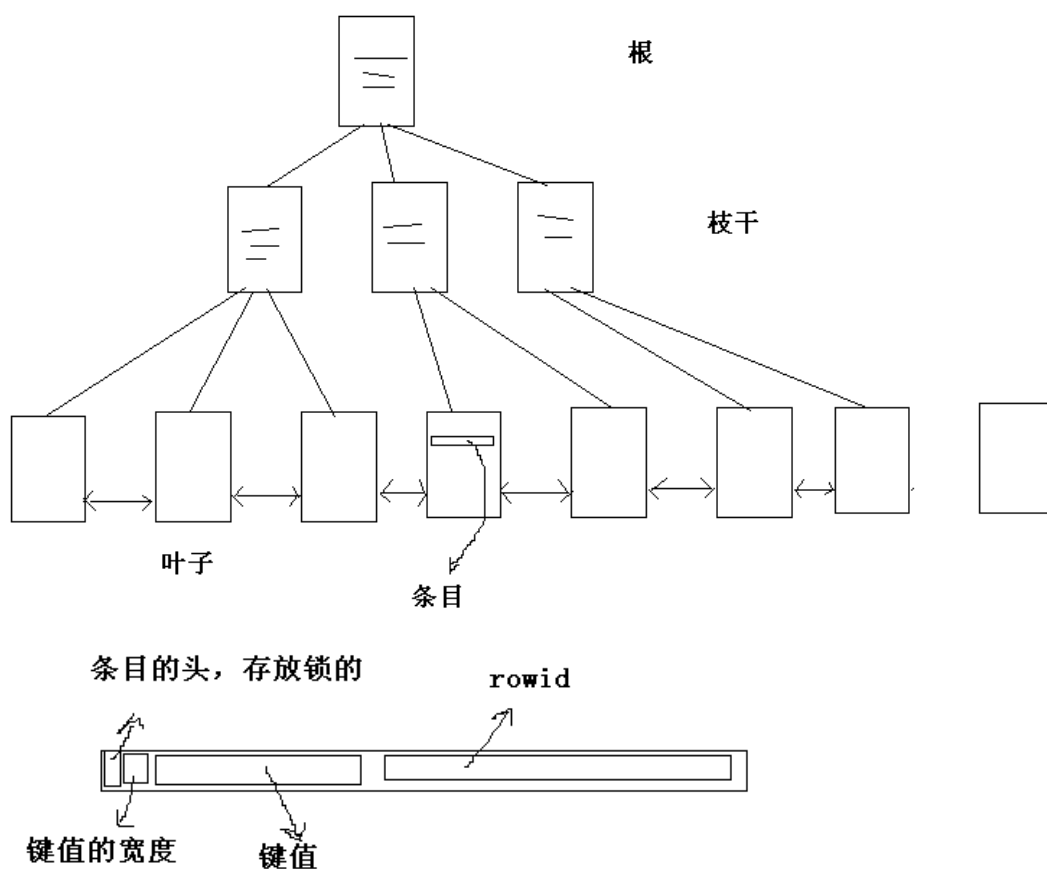 根
枝干
叶子
条目
条目的头，存放锁的
rowid
键值的宽度
键值